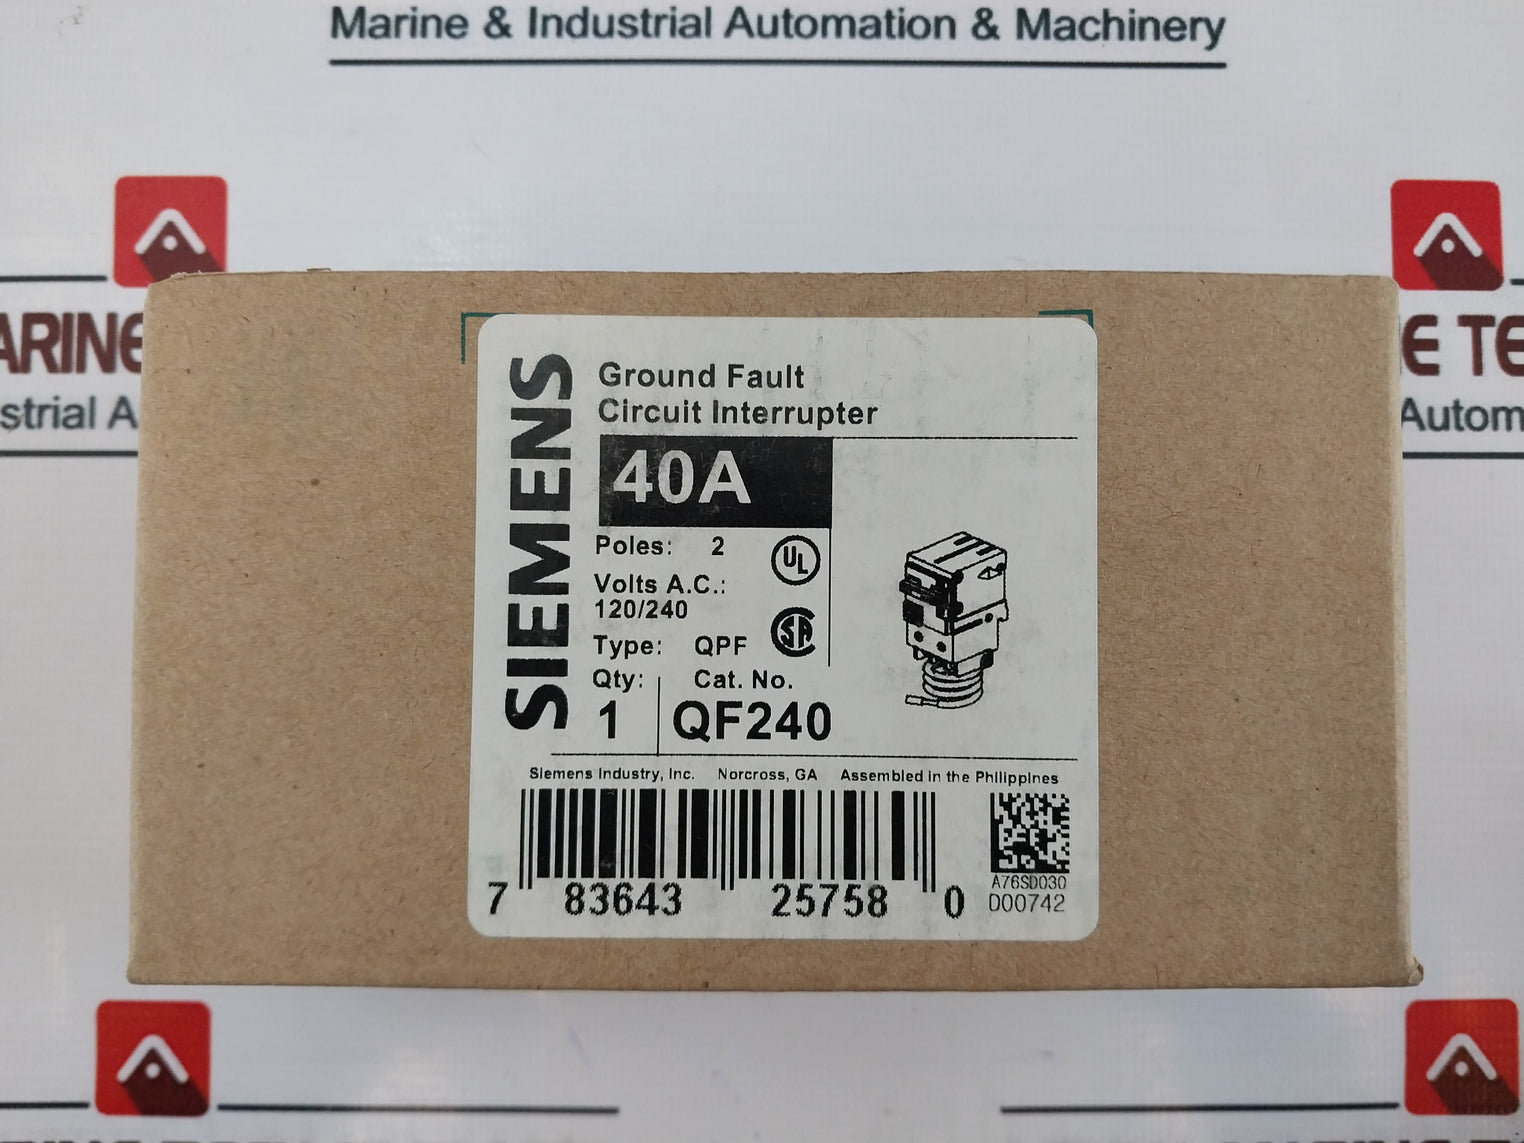 Marine & Industrial Automation & Machinery
ARINE
E TE
strial A
Autom
SIEMENS
Ground Fault
Circuit Interrupter
40A
Poles: 2
UL
Volts A.C.:
120/240
SA
Type: QPF
Qty: Cat. No.
1 QF240
Siemens Industry, Inc. Norcross, GA Assembled in the Philippines
7 83643 25758 0
A76SD030
D00742